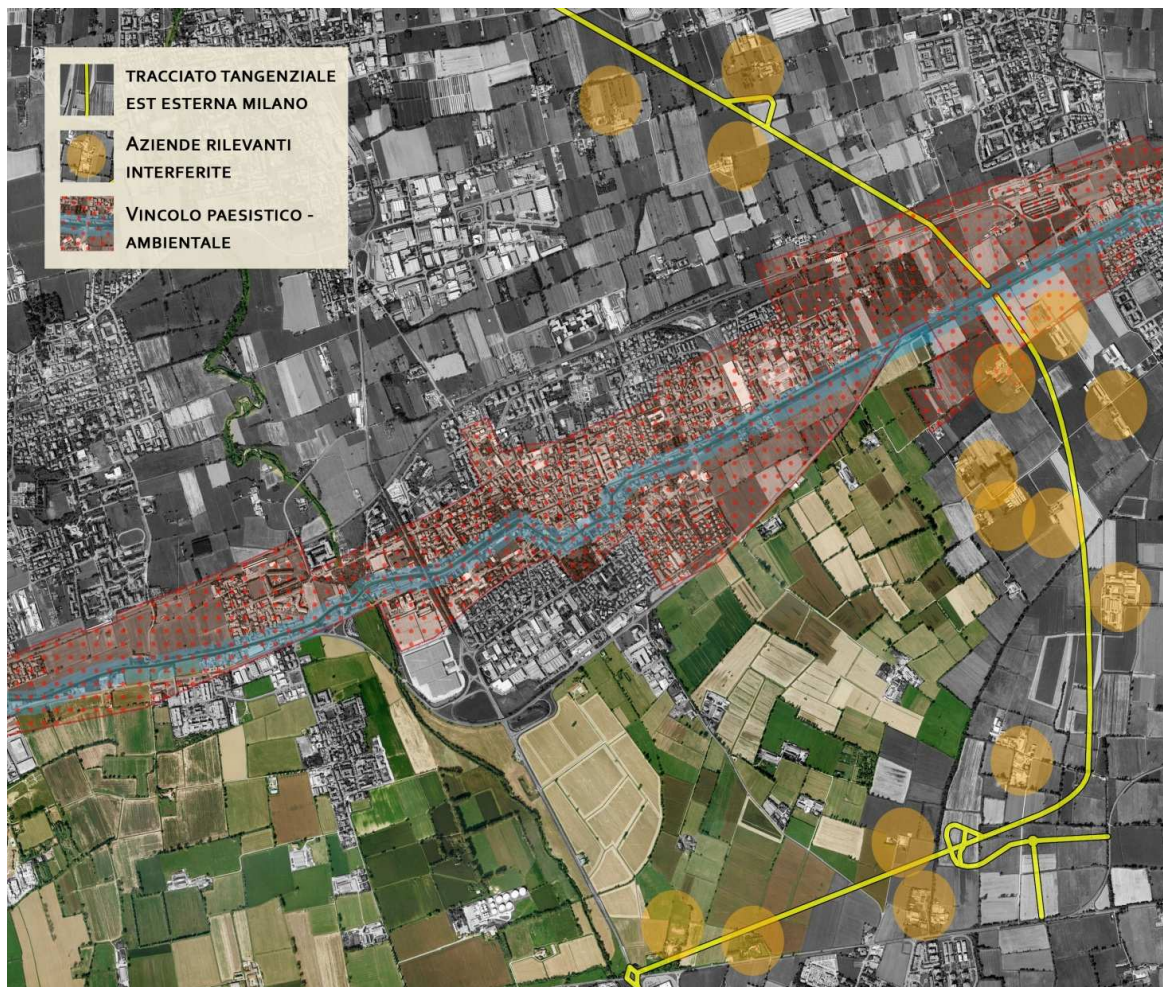 TRACCIATO TANGENZIALE
EST ESTERNA MILANO
AZIENDE RILEVANTI
INTERFERITE
VINCOLO PAESISTICO -
AMBIENTALE